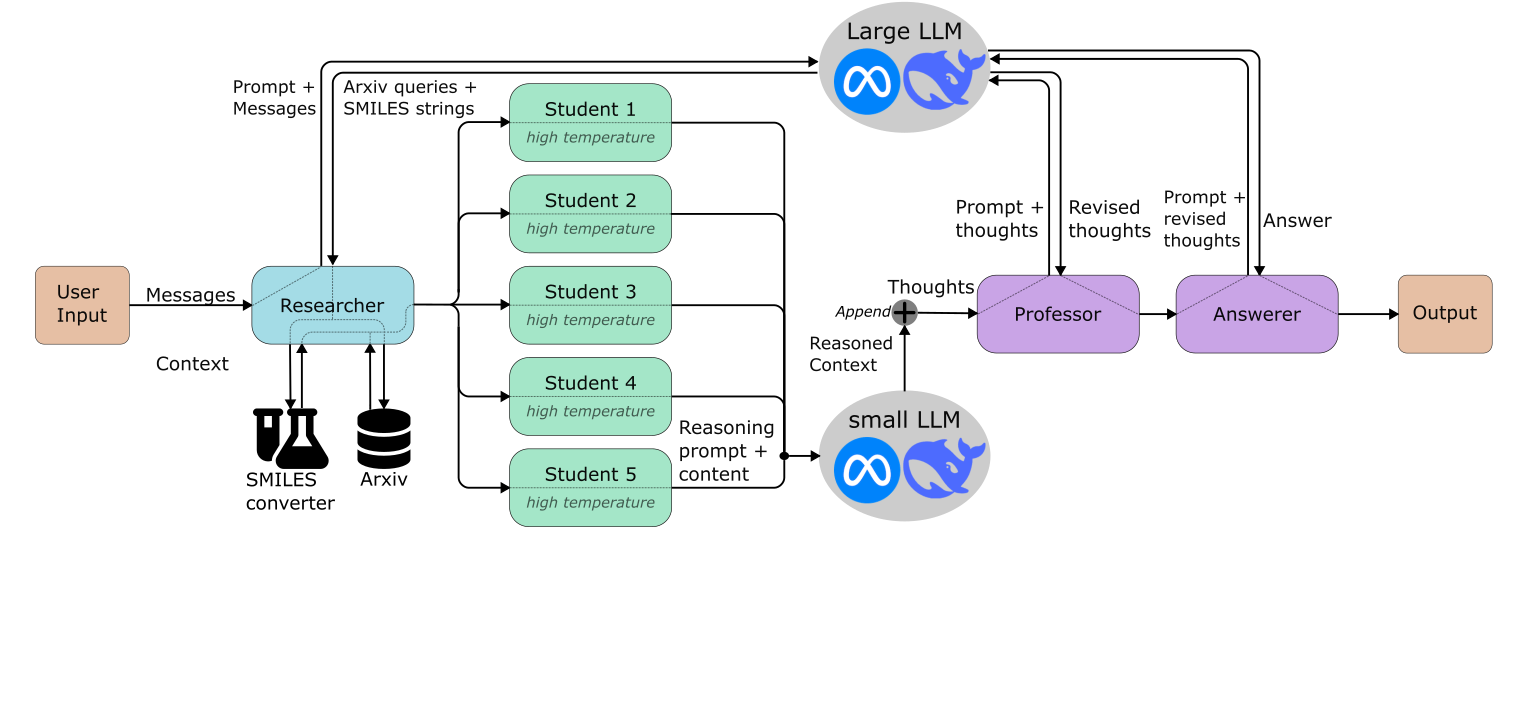 Large LLM
Prompt +
Messages
Arxiv queries +
SMILES strings
Student 1
high temperature
Student 2
high temperature
Student 3
high temperature
Student 4
high temperature
Student 5
high temperature
User
Input
Messages
Researcher
Context
SMILES
converter
Arxiv
Reasoning
prompt +
content
small LLM
Reasoned
Context
Append
Thoughts
Prompt +
thoughts
Revised
thoughts
Professor
Prompt +
revised
thoughts
Answer
Answerer
Output